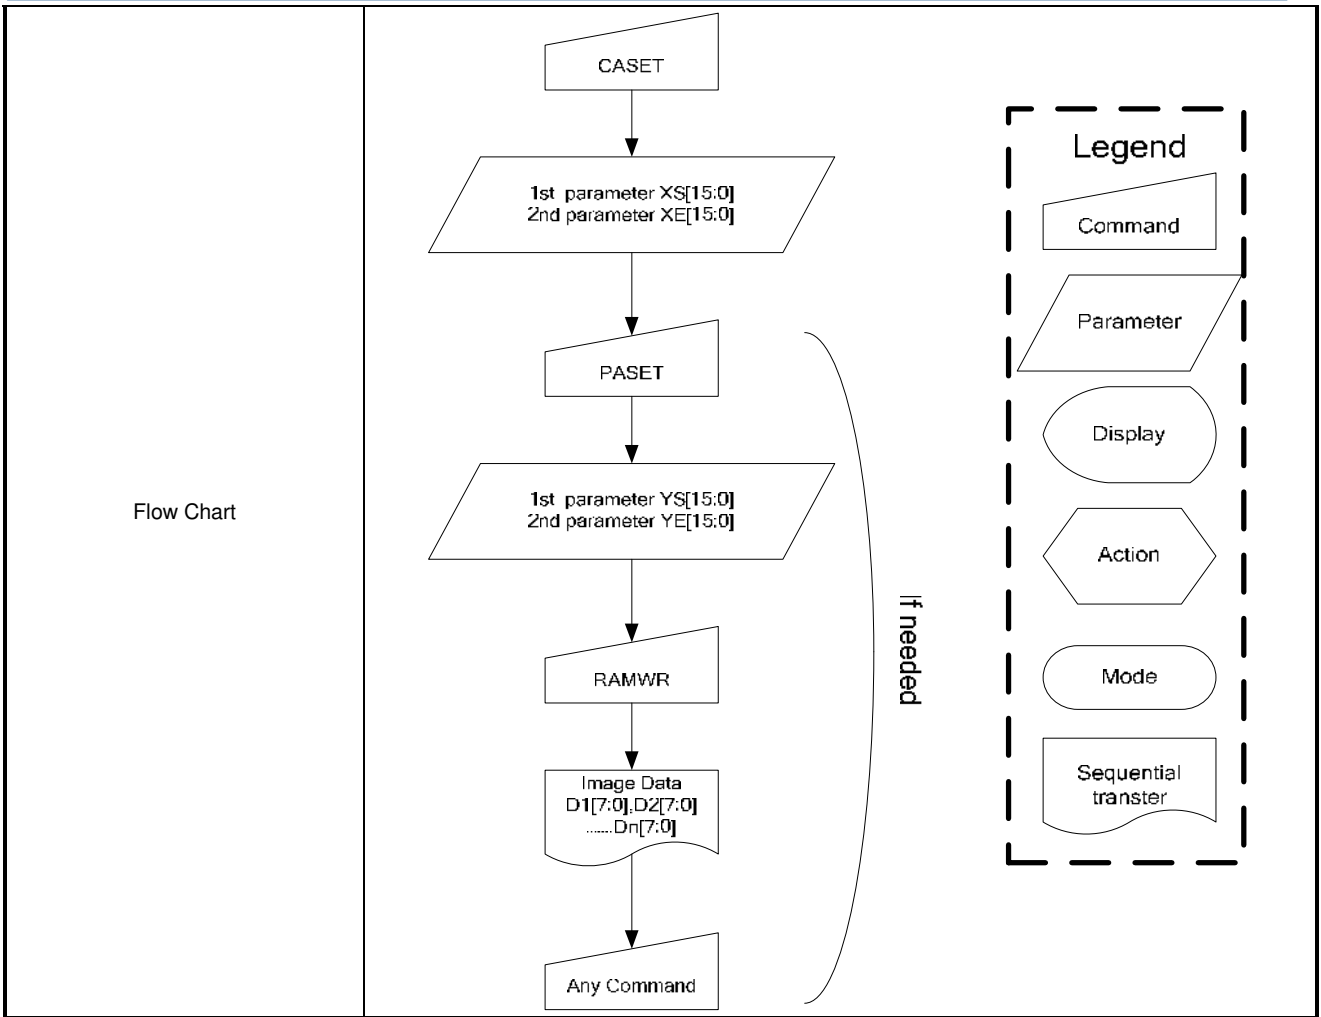 Flow Chart
CASET
1st parameter XS[15:0]
2nd parameter XE[15:0]
PASET
1st parameter YS[15:0]
2nd parameter YE[15:0]
RAMWR
Image Data
D1[7:0],D2[7:0]
.......Dn[7:0]
Any Command
If needed
Legend
Command
Parameter
Display
Action
Mode
Sequential
transter